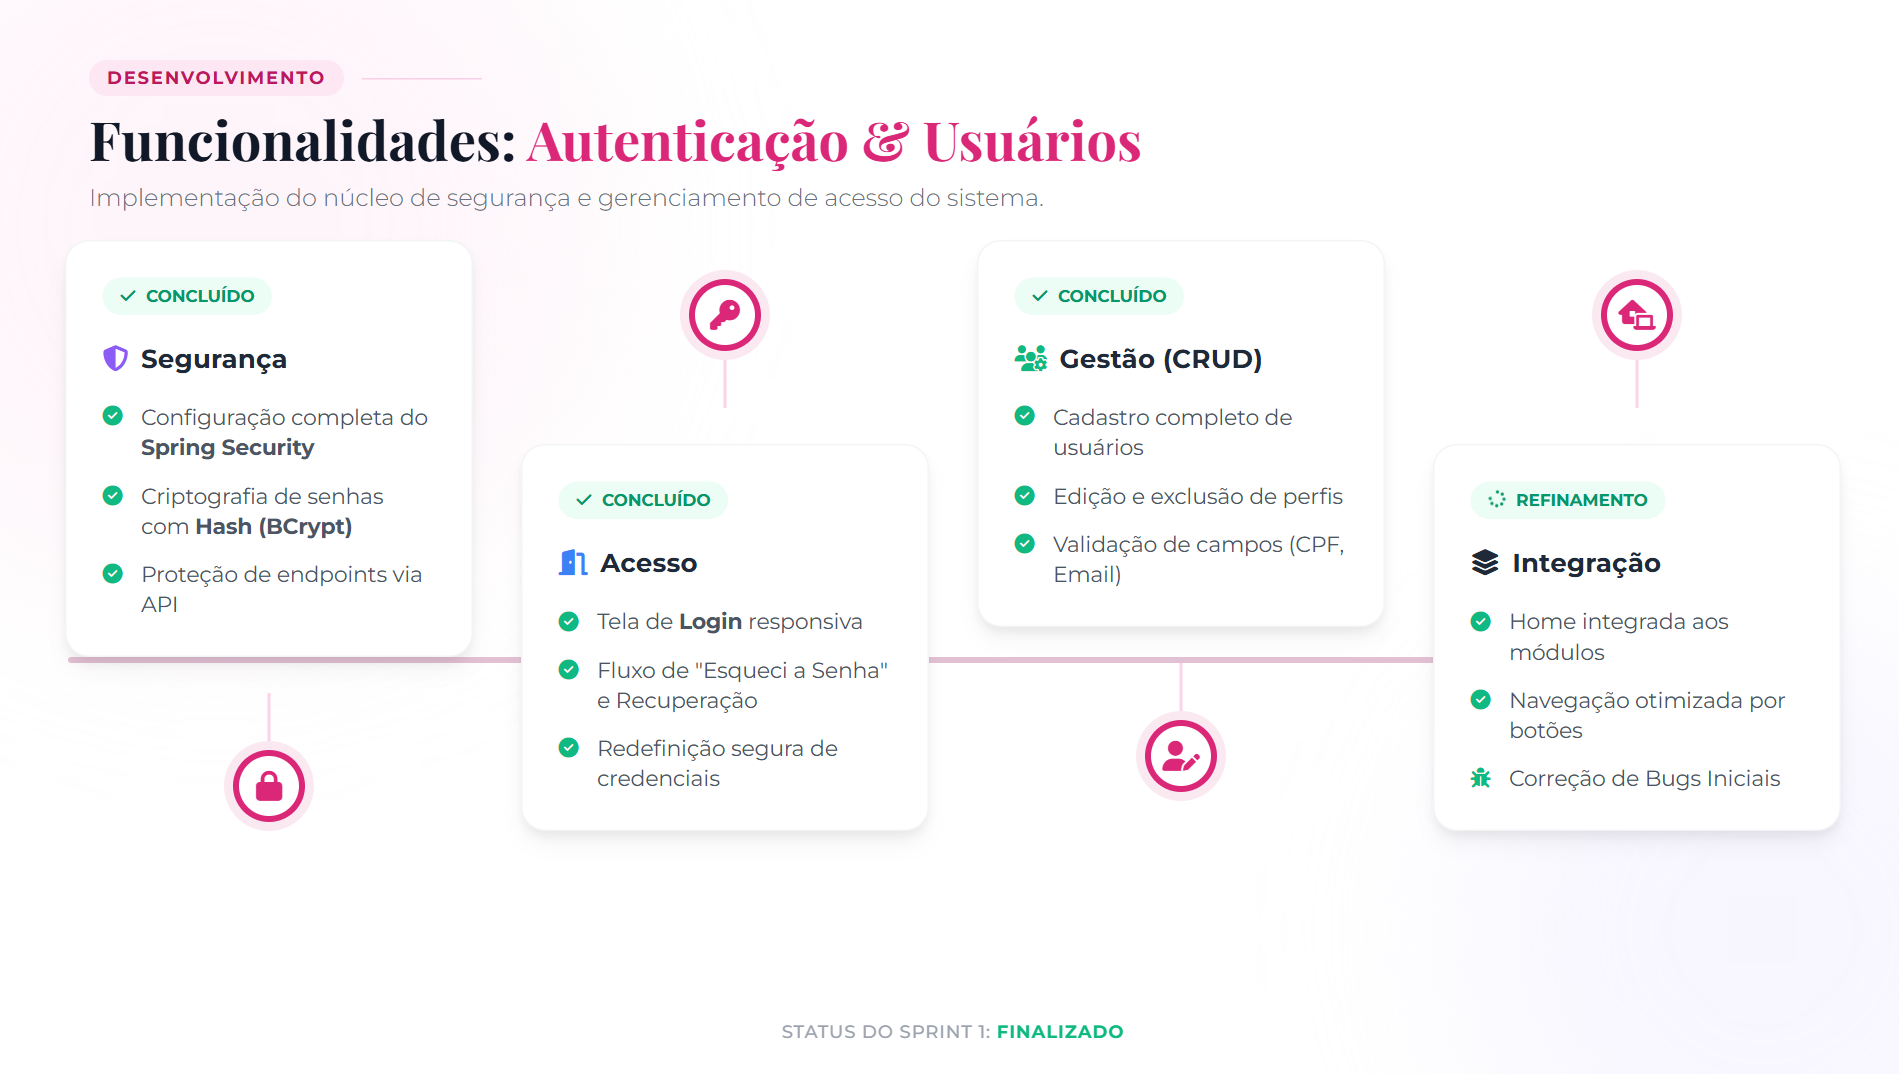 DESENVOLVIMENTO
Funcionalidades: Autenticação & Usuários
Implementação do núcleo de segurança e gerenciamento de acesso do sistema.
CONCLUÍDO
Segurança
Configuração completa do
Spring Security
Criptografia de senhas
com Hash (BCrypt)
Proteção de endpoints via
API
CONCLUÍDO
Acesso
Tela de Login responsiva
Fluxo de "Esqueci a Senha"
e Recuperação
Redefinição segura de
credenciais
CONCLUÍDO
Gestão (CRUD)
Cadastro completo de
usuários
Edição e exclusão de perfis
Validação de campos (CPF,
Email)
REFINAMENTO
Integração
Home integrada aos
módulos
Navegação otimizada por
botões
Correção de Bugs Iniciais
STATUS DO SPRINT 1: FINALIZADO